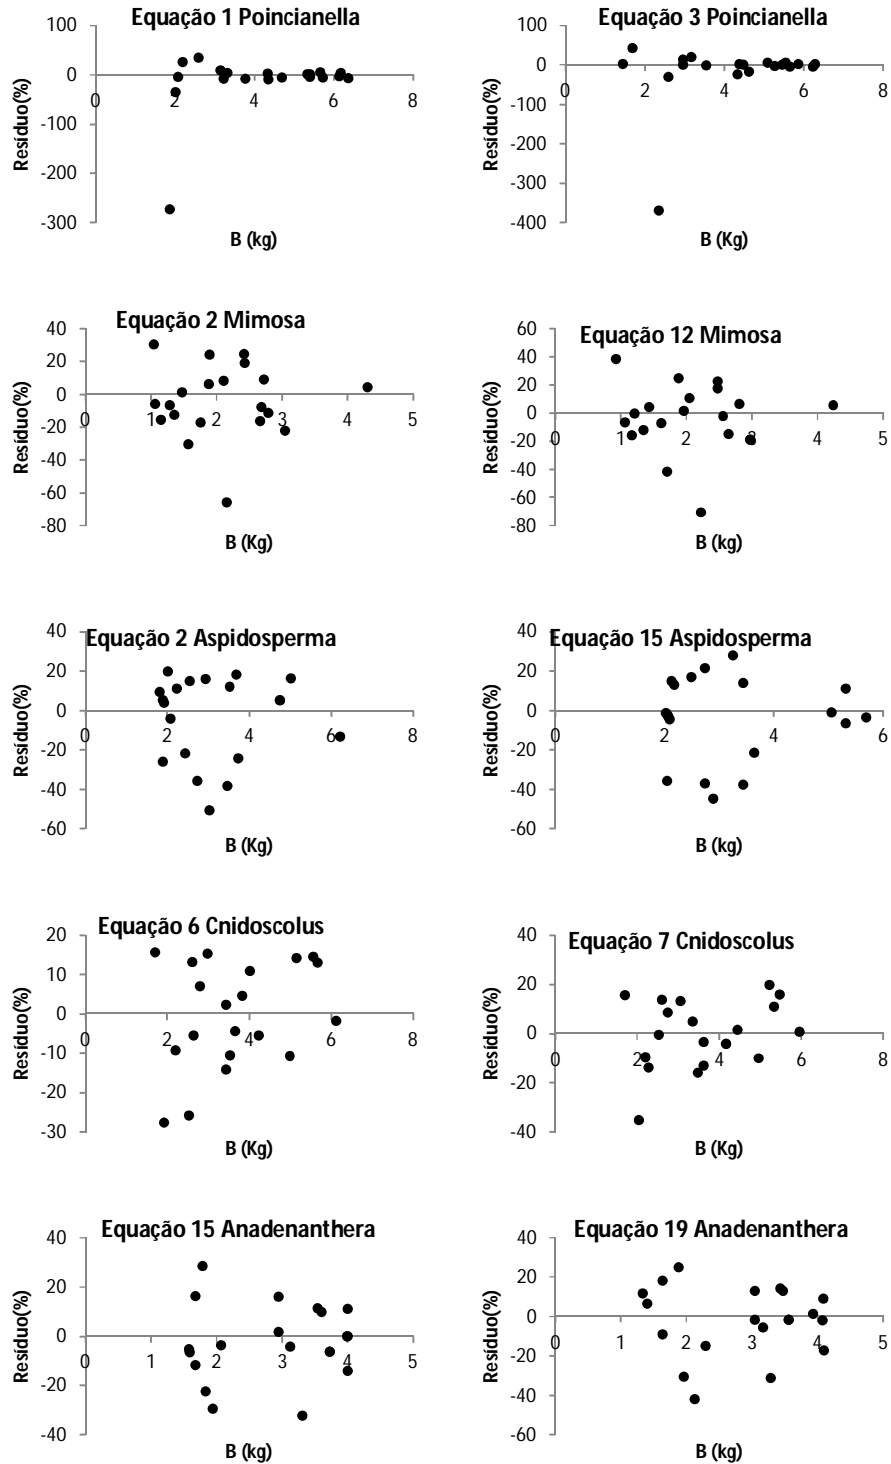 Equação 1 Poincianella
100
0
-100
-200
-300
0 2 4 6 8
Resíduo(%)
B (kg)
Equação 3 Poincianella
100
0
-100
-200
-300
-400
0 2 4 6 8
Resíduo(%)
B (Kg)
Equação 2 Mimosa
40
20
0
-20
-40
-60
-80
0 1 2 3 4 5
Resíduo(%)
B (Kg)
Equação 12 Mimosa
60
40
20
0
-20
-40
-60
-80
0 1 2 3 4 5
Resíduo(%)
B (kg)
Equação 2 Aspidosperma
40
20
0
-20
-40
-60
0 2 4 6 8
Resíduo(%)
B (Kg)
Equação 15 Aspidosperma
40
20
0
-20
-40
-60
0 2 4 6
Resíduo(%)
B (kg)
Equação 6 Cnidoscolus
20
10
0
-10
-20
-30
0 2 4 6 8
Resíduo(%)
B (Kg)
Equação 7 Cnidoscolus
40
20
0
-20
-40
0 2 4 6 8
Resíduo(%)
B (Kg)
Equação 15 Anadenanthera
40
20
0
-20
-40
0 1 2 3 4 5
Resíduo(%)
B (kg)
Equação 19 Anadenanthera
40
20
0
-20
-40
-60
0 1 2 3 4 5
Resíduo(%)
B (kg)